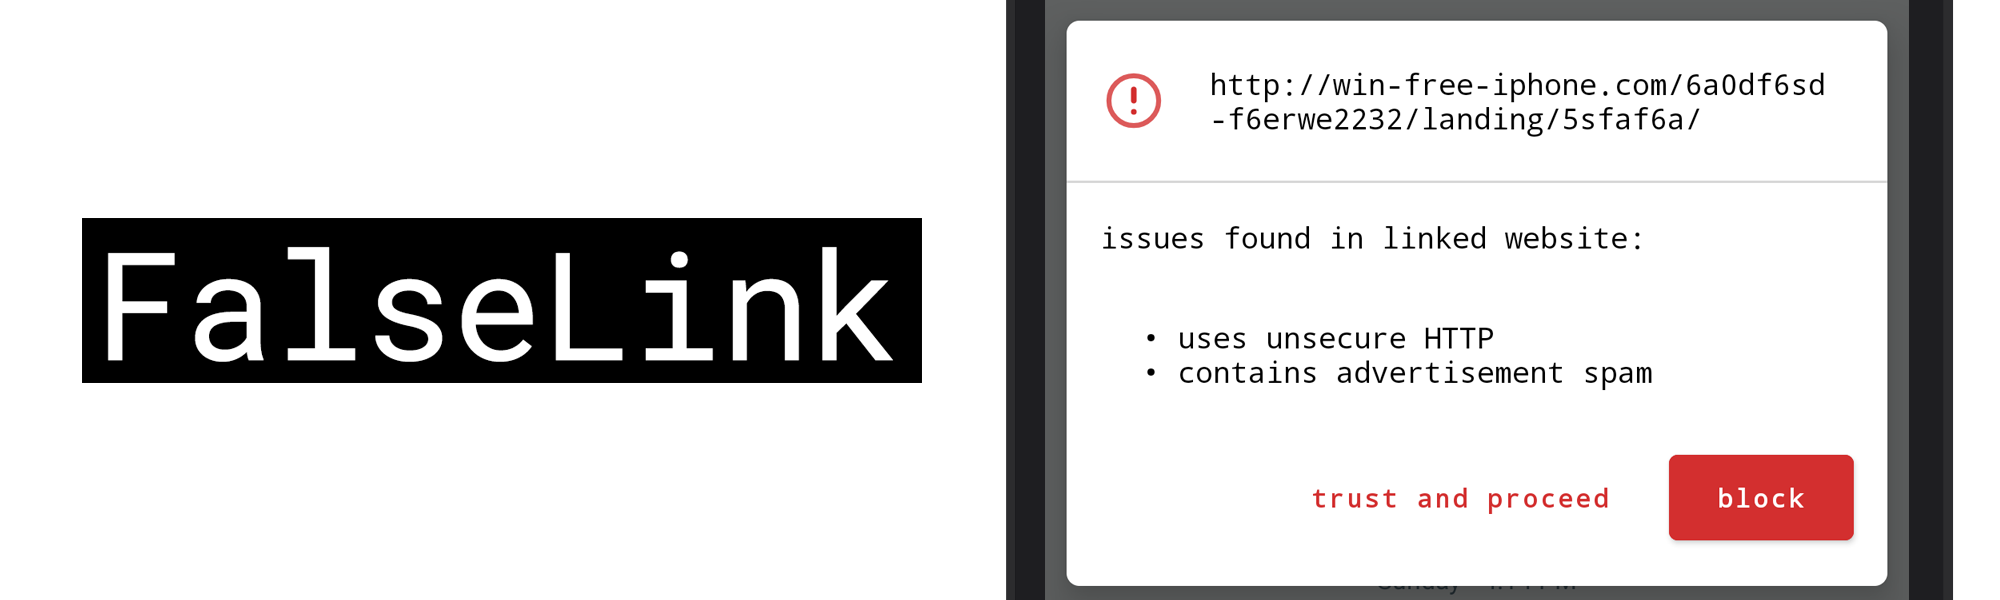 FalseLink
http://win-free-iphone.com/6a0df6sd
-f6erwe2232/landing/5sfaf6a/
issues found in linked website:
• uses unsecure HTTP
• contains advertisement spam
trust and proceed
block